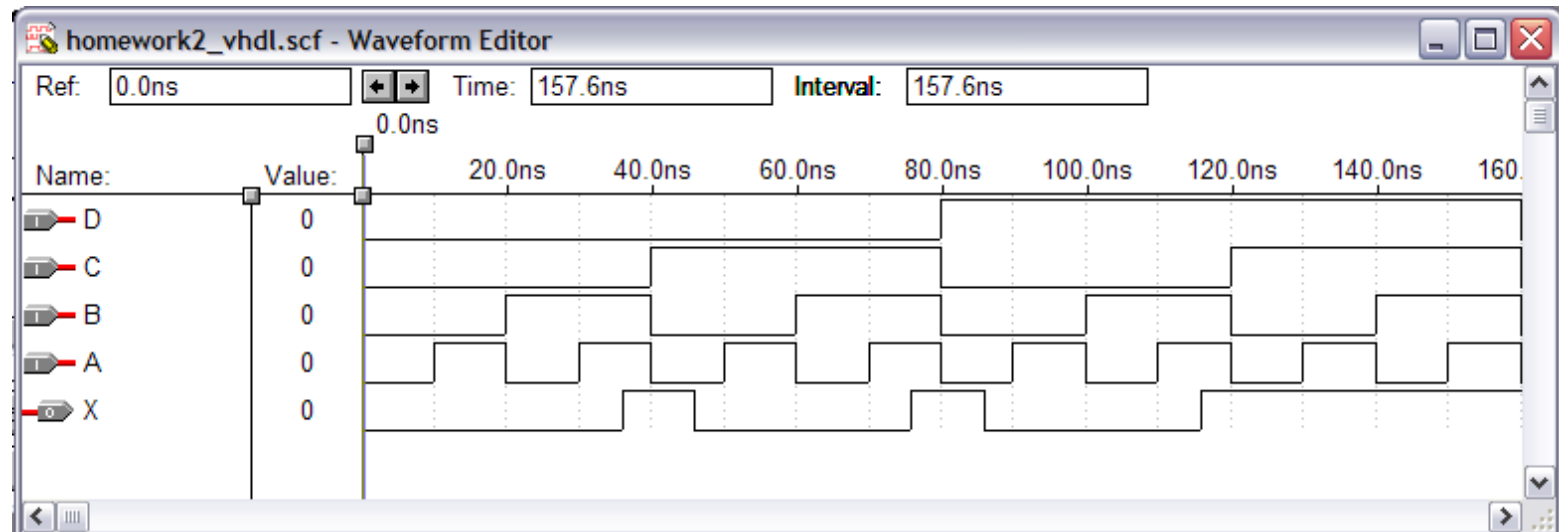 homework2_vhdl.scf - Waveform Editor
Ref: 0.0ns Time: 157.6ns Interval: 157.6ns
0.0ns
Name: Value: 20.0ns 40.0ns 60.0ns 80.0ns 100.0ns 120.0ns 140.0ns 160.
D 0
C 0
B 0
A 0
X 0